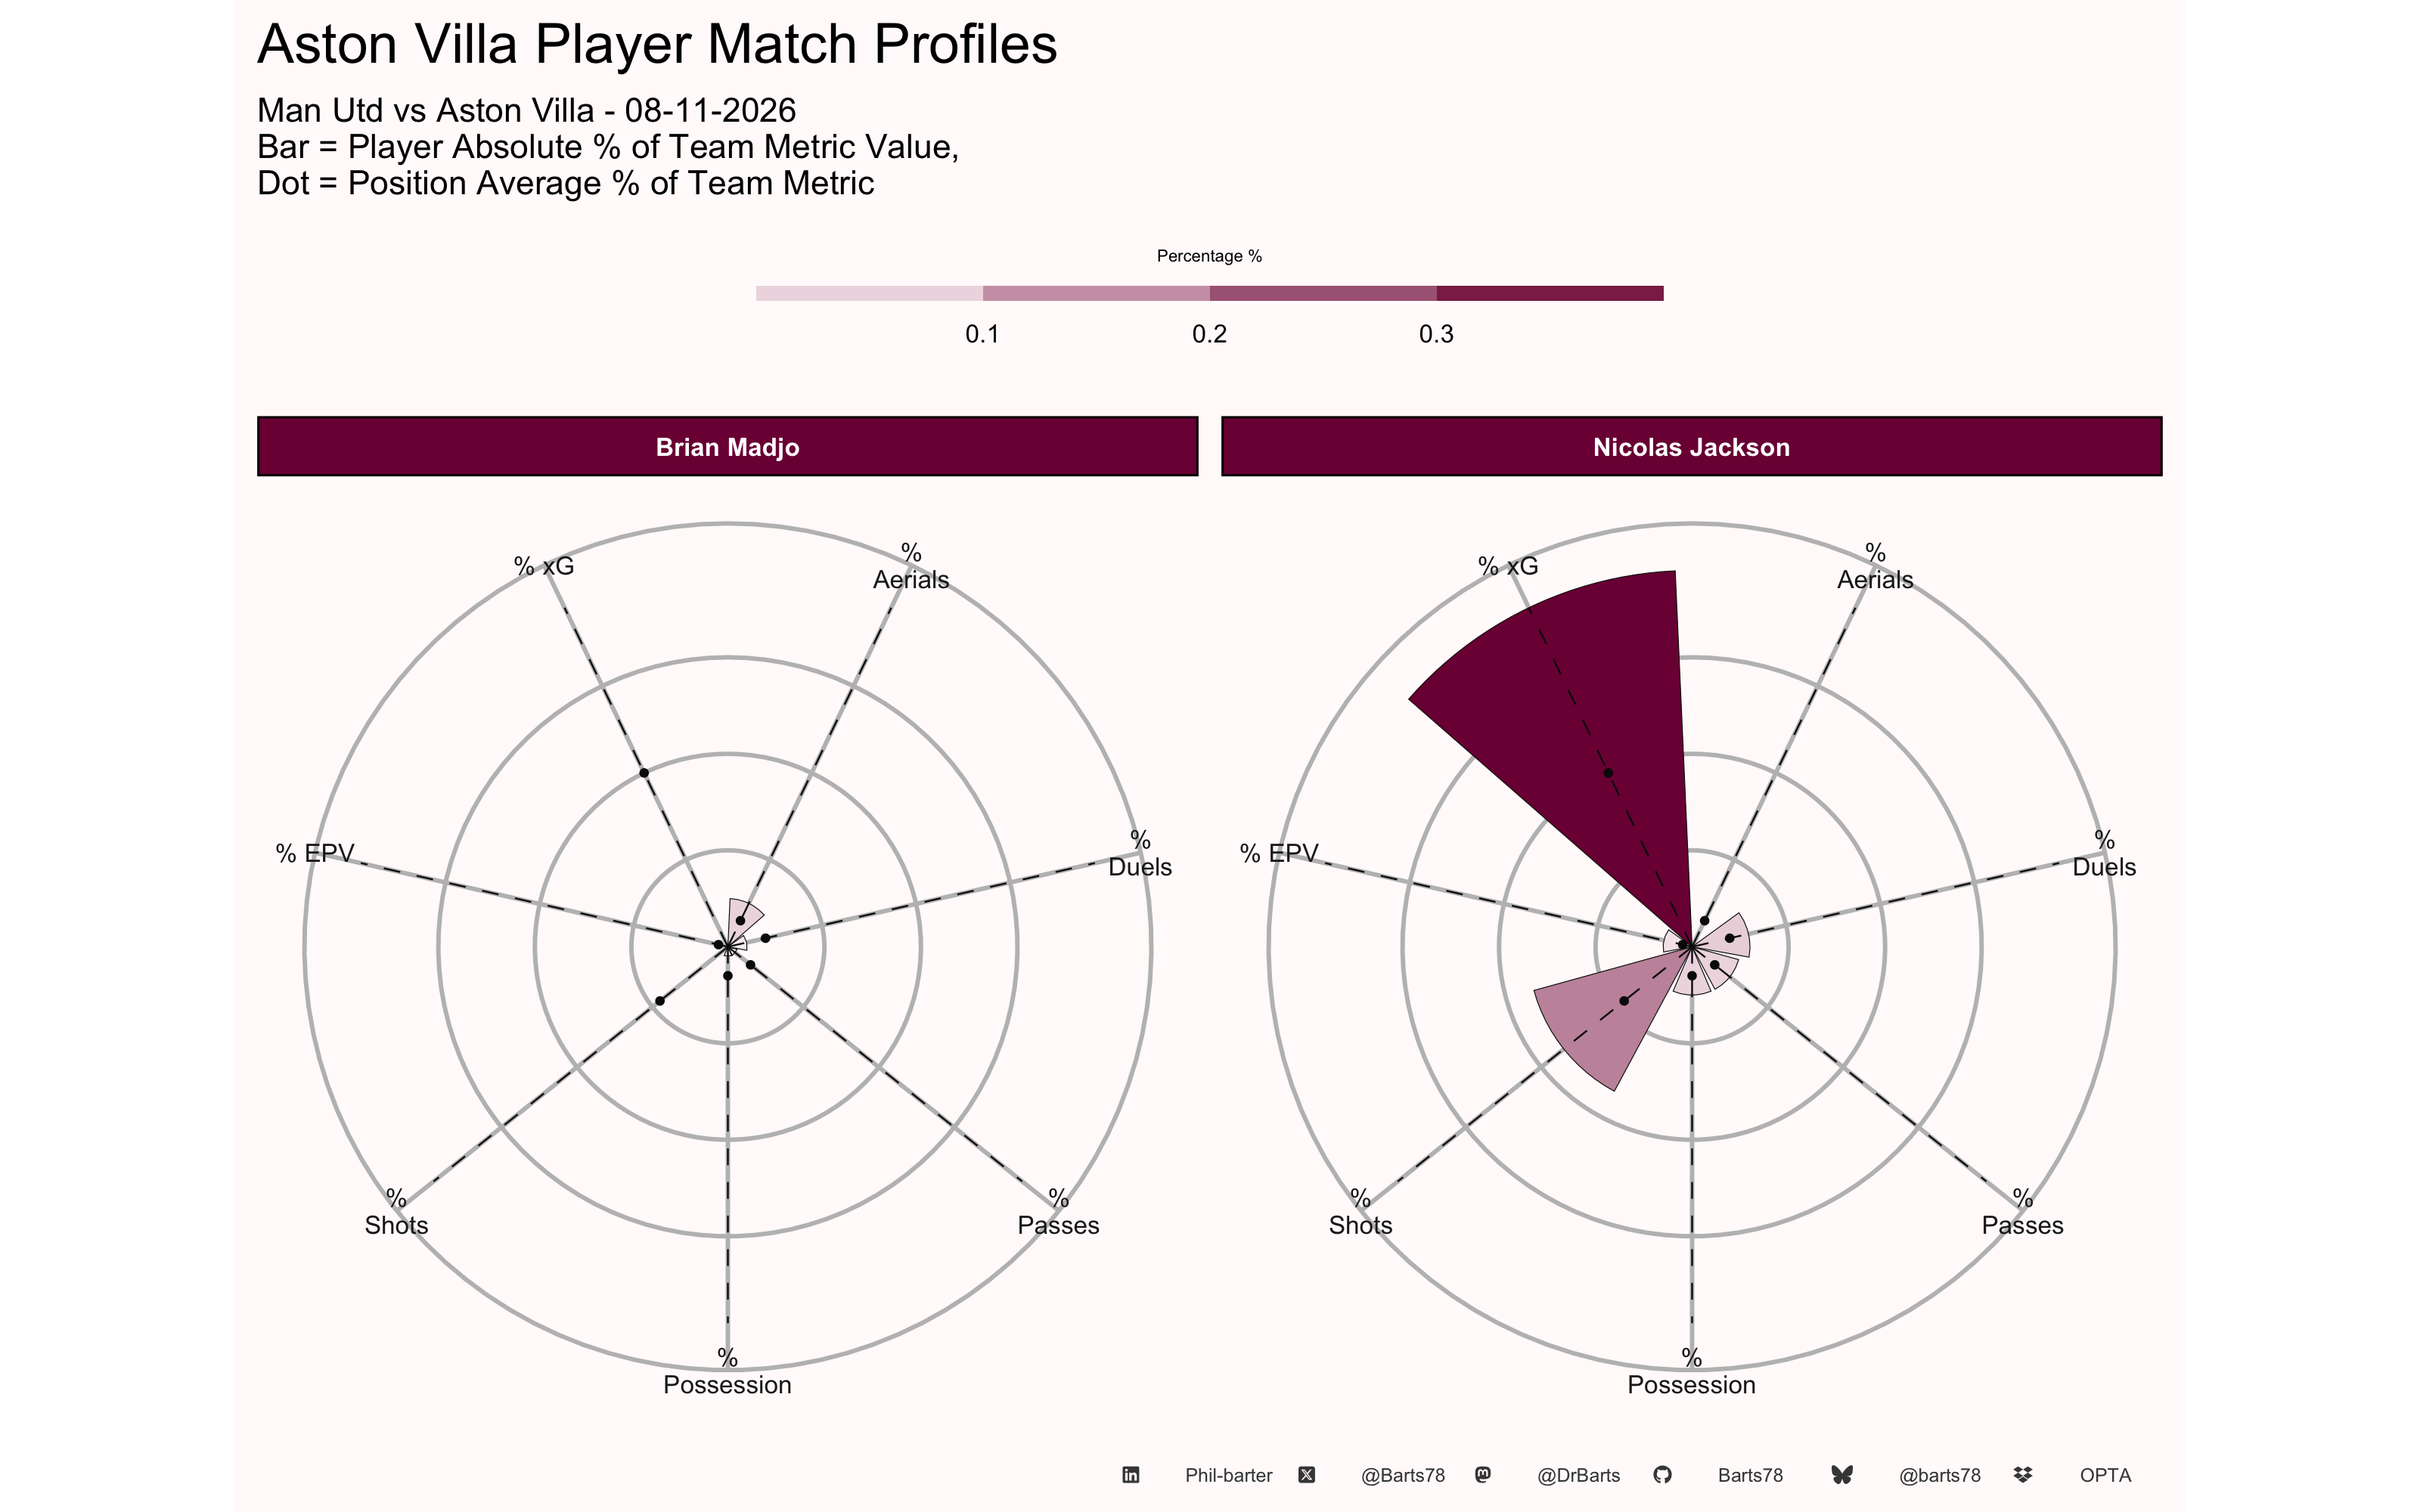 Aston Villa Player Match Profiles
Man Utd vs Aston Villa - 08-11-2026
Bar = Player Absolute % of Team Metric Value,
Dot = Position Average % of Team Metric
Percentage %
0.1 0.2 0.3
Brian Madjo
% xG
%
Aerials
% EPV
%
Duels
%
Shots
%
Passes
%
Possession
Nicolas Jackson
% xG
%
Aerials
% EPV
%
Duels
%
Shots
%
Passes
%
Possession
Phil-barter @Barts78 @DrBarts Barts78 @barts78 OPTA